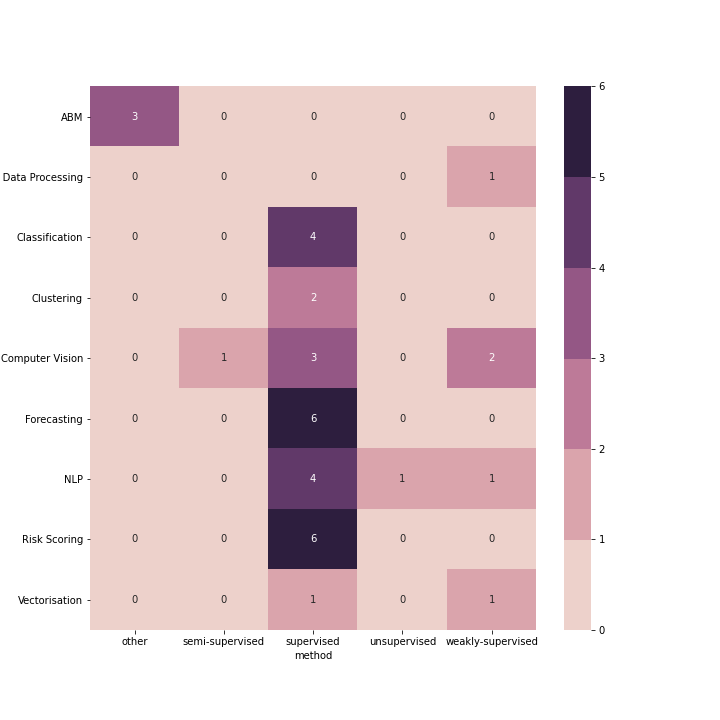 ABM 3 0 0 0 0
Data Processing 0 0 0 0 1
Classification 0 0 4 0 0
Clustering 0 0 2 0 0
Computer Vision 0 1 3 0 2
Forecasting 0 0 6 0 0
NLP 0 0 4 1 1
Risk Scoring 0 0 6 0 0
Vectorisation 0 0 1 0 1
other semi-supervised supervised unsupervised weakly-supervised
method
6
5
4
3
2
1
0